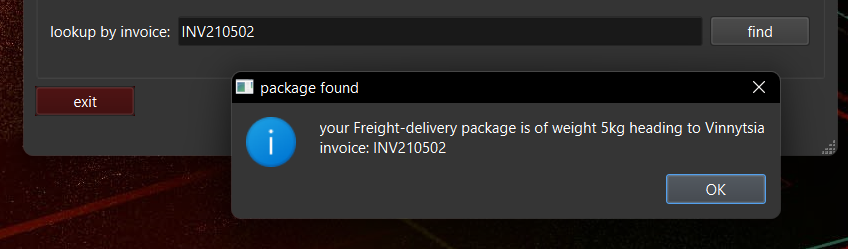 lookup by invoice: INV210502 find
exit
package found
your Freight-delivery package is of weight 5kg heading to Vinnytsia
invoice: INV210502
OK